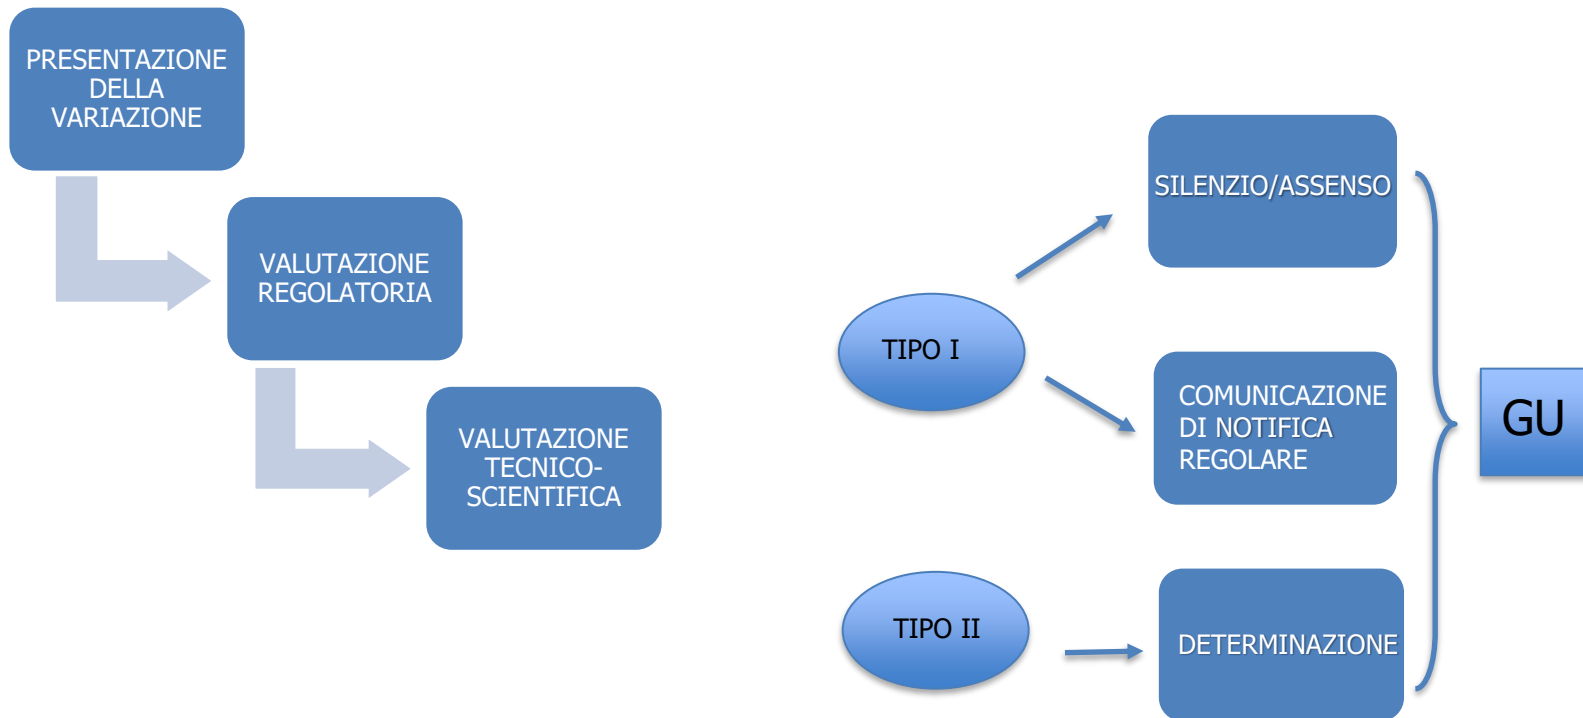 PRESENTAZIONE
DELLA
VARIAZIONE
VALUTAZIONE
REGOLATORIA
VALUTAZIONE
TECNICO-
SCIENTIFICA
SILENZIO/ASSENSO
TIPO I
COMUNICAZIONE
DI NOTIFICA
REGOLARE
GU
TIPO II
DETERMINAZIONE